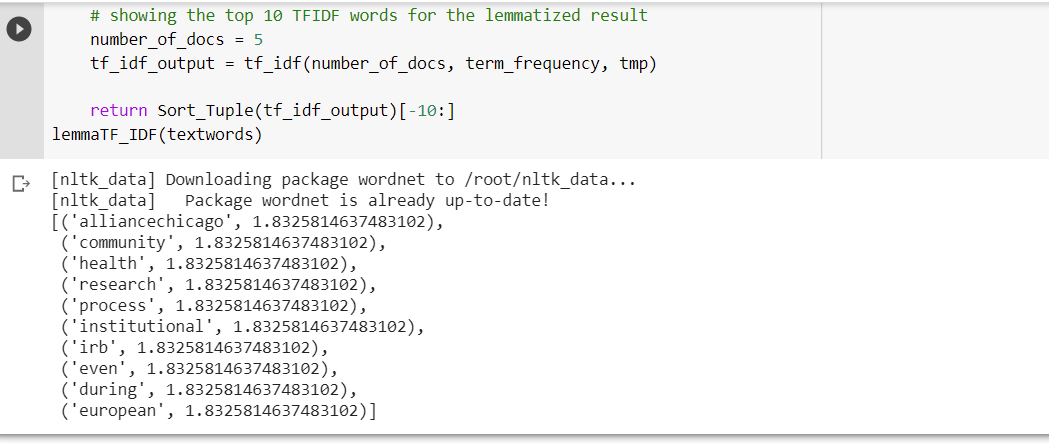 # showing the top 10 TFIDF words for the lemmatized result
number_of_docs = 5
tf_idf_output = tf_idf(number_of_docs, term_frequency, tmp)
return Sort_Tuple(tf_idf_output)[-10:]
lemmaTF_IDF(textwords)
[nltk_data] Downloading package wordnet to /root/nltk_data...
[nltk_data]   Package wordnet is already up-to-date!
[('alliancechicago', 1.8325814637483102),
('community', 1.8325814637483102),
('health', 1.8325814637483102),
('research', 1.8325814637483102),
('process', 1.8325814637483102),
('institutional', 1.8325814637483102),
('irb', 1.8325814637483102),
('even', 1.8325814637483102),
('during', 1.8325814637483102),
('european', 1.8325814637483102)]